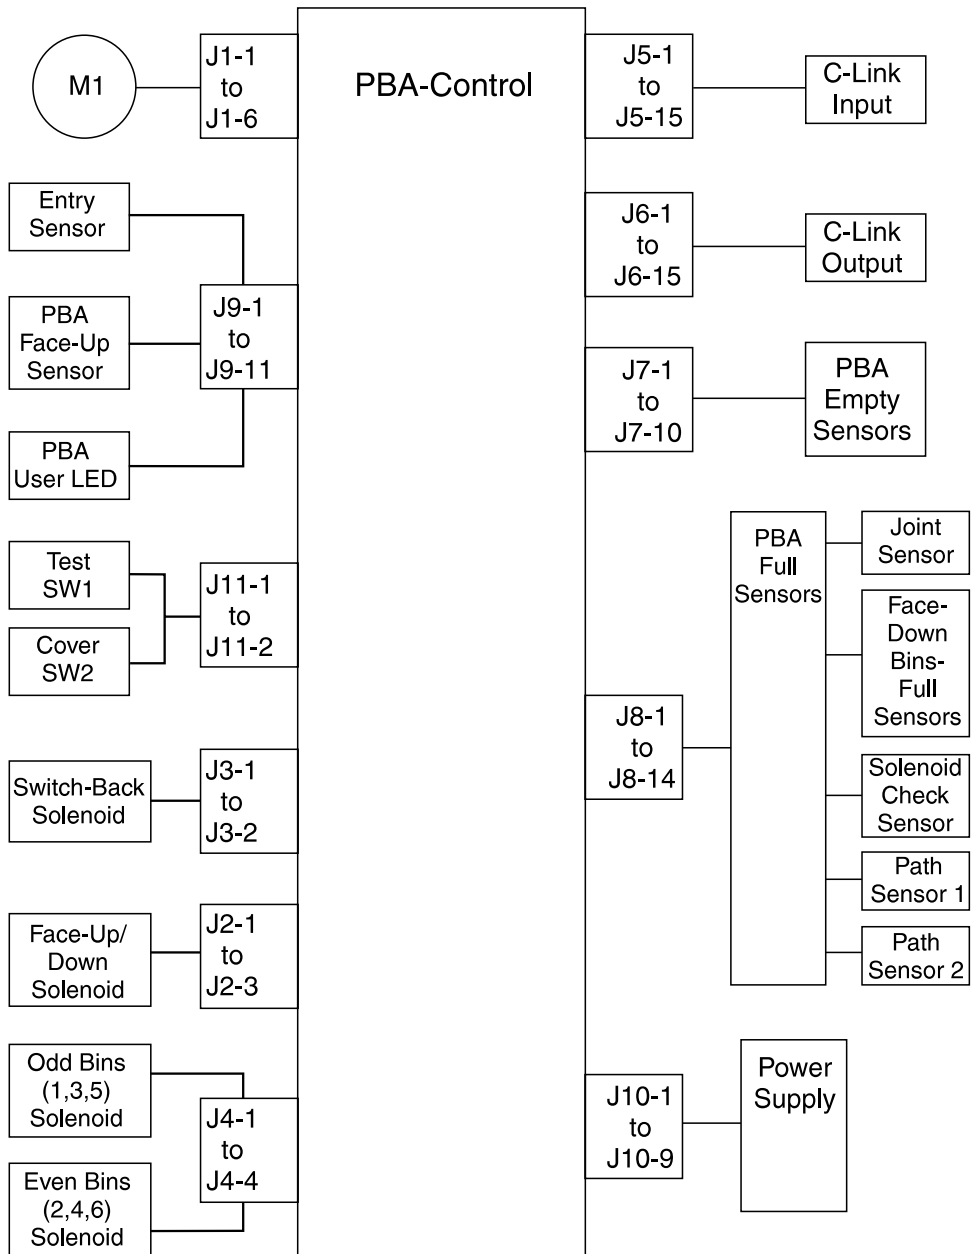 M1
J1-1
to
J1-6
PBA-Control
J5-1
to
J5-15
C-Link
Input
Entry
Sensor
J6-1
to
J6-15
C-Link
Output
PBA
Face-Up
Sensor
J9-1
to
J9-11
J7-1
to
J7-10
PBA
Empty
Sensors
PBA
User LED
Test
SW1
Cover
SW2
J11-1
to
J11-2
PBA
Full
Sensors
Joint
Sensor
Face-
Down
Bins-
Full
Sensors
Switch-Back
Solenoid
J3-1
to
J3-2
J8-1
to
J8-14
Solenoid
Check
Sensor
Path
Sensor 1
Path
Sensor 2
Face-Up/
Down
Solenoid
J2-1
to
J2-3
Odd Bins
(1,3,5)
Solenoid
Even Bins
(2,4,6)
Solenoid
J4-1
to
J4-4
J10-1
to
J10-9
Power
Supply